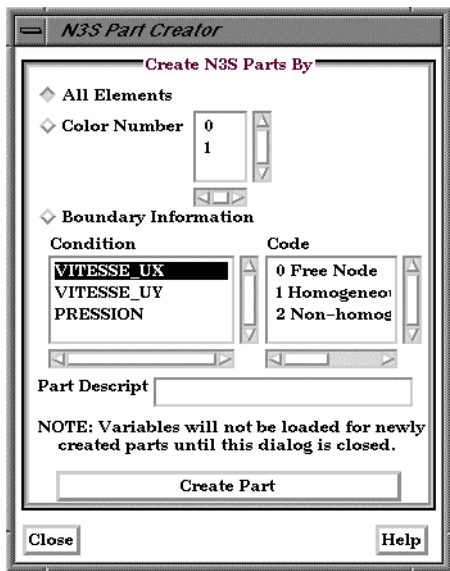 N3S Part Creator
Create N3S Parts By
All Elements
Color Number
0
1
Boundary Information
Condition
Code
VITESSE_UX
VITESSE_UY
PRESSION
0 Free Node
1 Homogeneou
2 Non-homog
Part Descript
NOTE: Variables will not be loaded for newly
created parts until this dialog is closed.
Create Part
Close
Help